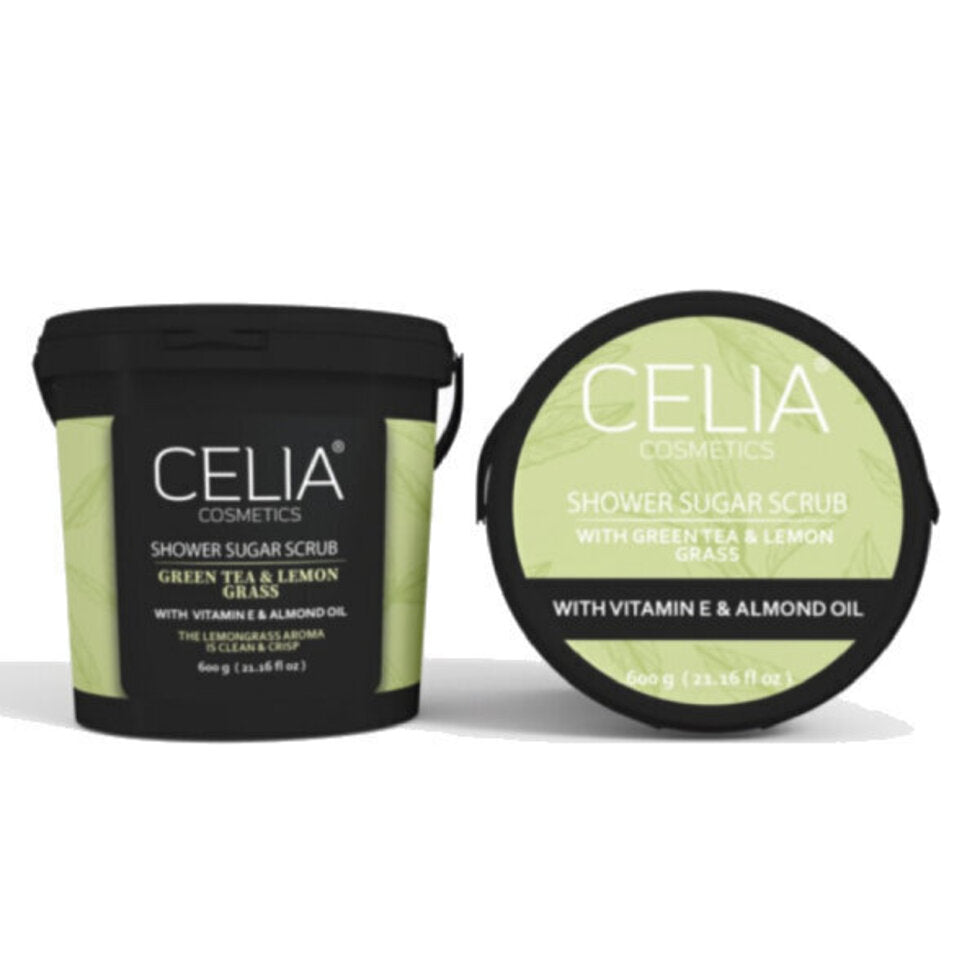 CELIA®
COSMETICS
SHOWER SUGAR SCRUB
GREEN TEA & LEMON
GRASS
WITH VITAMIN E & ALMOND OIL
THE LEMONGRASS AROMA
IS CLEAN & CRISP
600 g ( 21.16 fl oz )
CELIA®
COSMETICS
SHOWER SUGAR SCRUB
WITH GREEN TEA & LEMON
GRASS
WITH VITAMIN E & ALMOND OIL
600 g ( 21.16 fl oz )